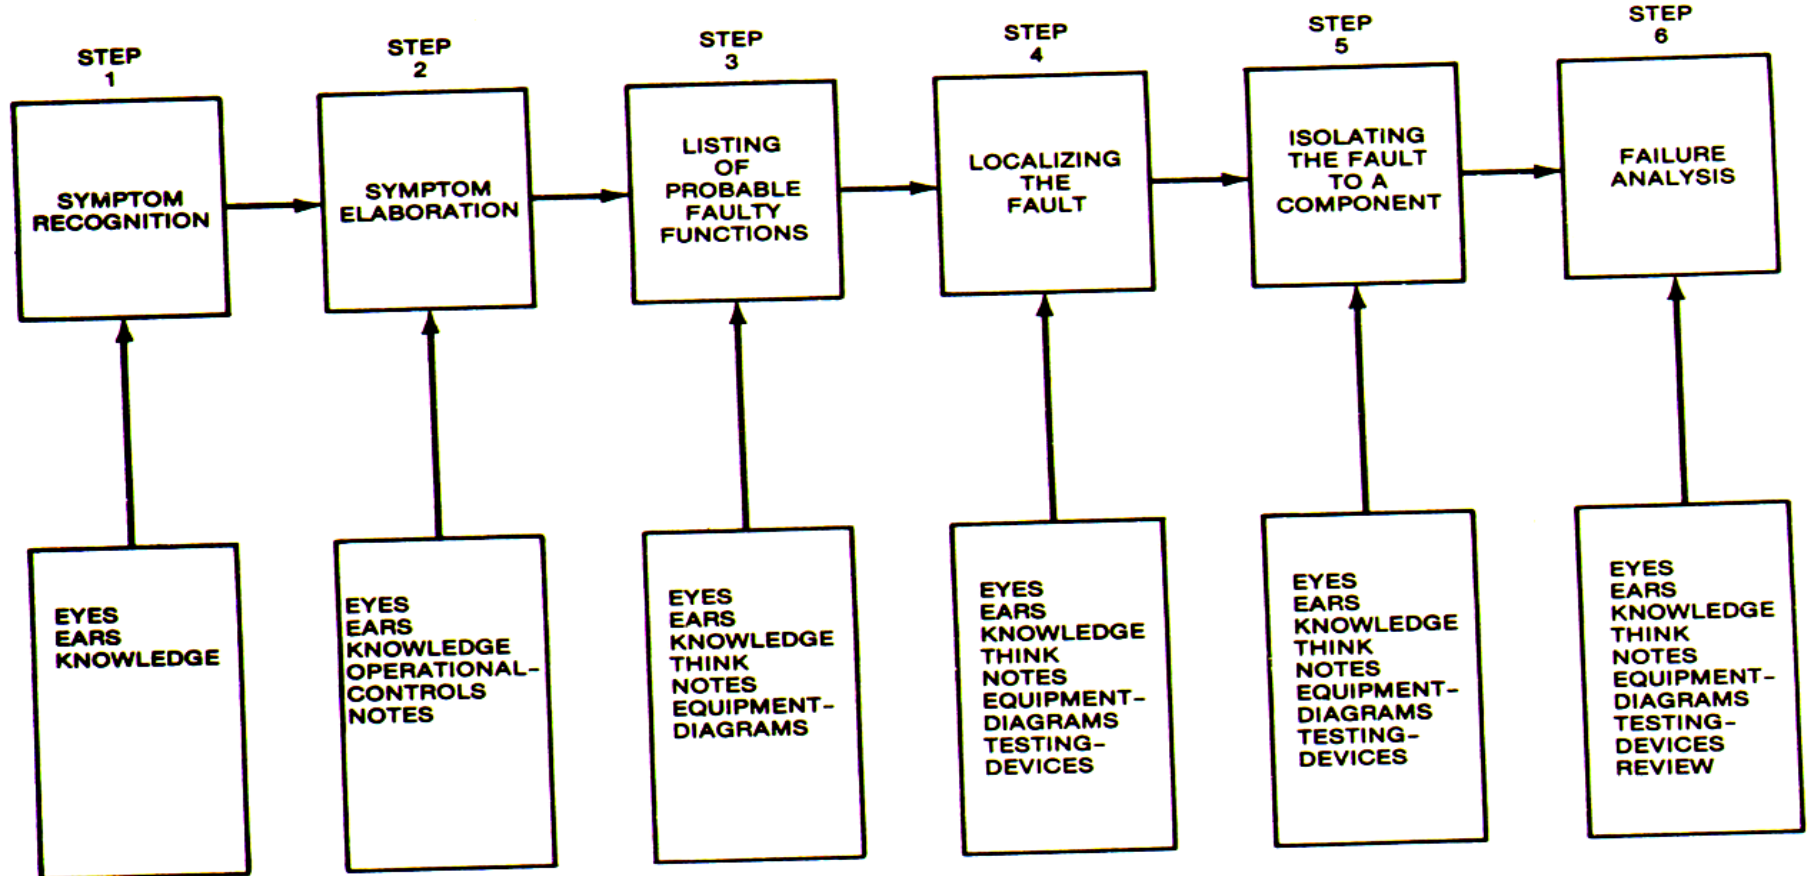 STEP
1
STEP
2
STEP
3
STEP
4
STEP
5
STEP
6
SYMPTOM
RECOGNITION
SYMPTOM
ELABORATION
LISTING
OF
PROBABLE
FAULTY
FUNCTIONS
LOCALIZING
THE
FAULT
ISOLATING
THE FAULT
TO A
COMPONENT
FAILURE
ANALYSIS
EYES
EARS
KNOWLEDGE
EYES
EARS
KNOWLEDGE
OPERATIONAL-
CONTROLS
NOTES
EYES
EARS
KNOWLEDGE
THINK
NOTES
EQUIPMENT-
DIAGRAMS
EYES
EARS
KNOWLEDGE
THINK
NOTES
EQUIPMENT-
DIAGRAMS
TESTING-
DEVICES
EYES
EARS
KNOWLEDGE
THINK
NOTES
EQUIPMENT-
DIAGRAMS
TESTING-
DEVICES
EYES
EARS
KNOWLEDGE
THINK
NOTES
EQUIPMENT-
DIAGRAMS
TESTING-
DEVICES
REVIEW